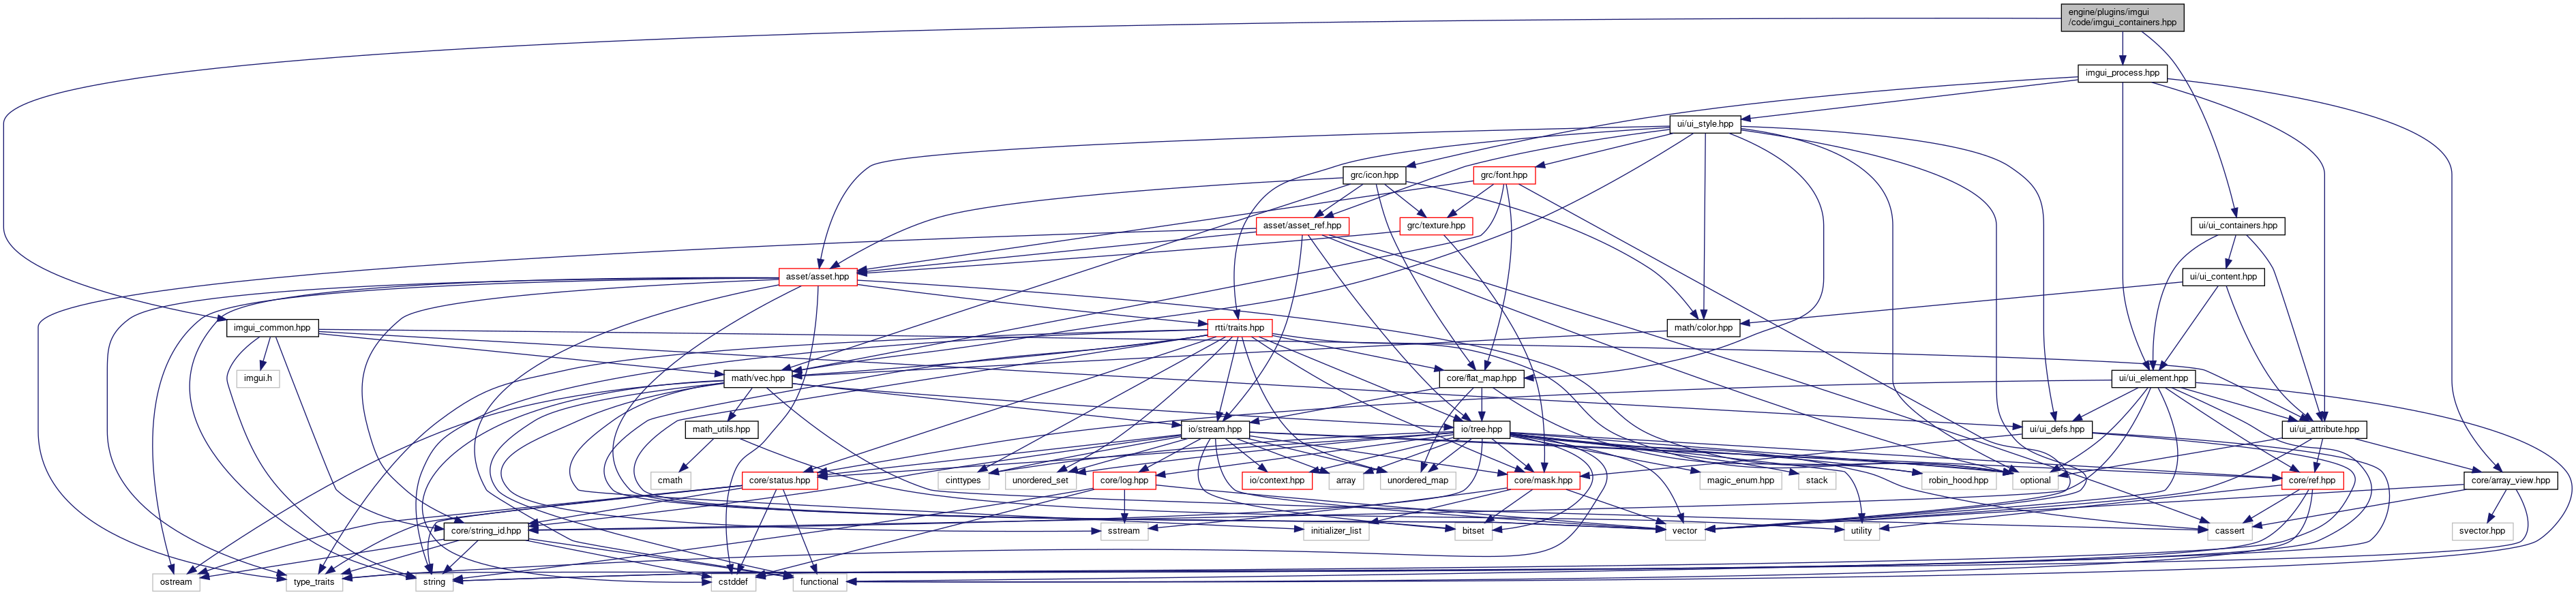 engine/plugins/imgui
/code/imgui_containers.hpp
imgui_process.hpp
ui/ui_style.hpp
grc/icon.hpp
grc/font.hpp
asset/asset_ref.hpp
grc/texture.hpp
ui/ui_containers.hpp
asset/asset.hpp
ui/ui_content.hpp
imgui_common.hpp
rtti/traits.hpp
math/color.hpp
imgui.h
math/vec.hpp
core/flat_map.hpp
ui/ui_element.hpp
math_utils.hpp
io/stream.hpp
io/tree.hpp
ui/ui_defs.hpp
ui/ui_attribute.hpp
cmath
core/status.hpp
cinttypes
unordered_set
core/log.hpp
io/context.hpp
array
unordered_map
core/mask.hpp
magic_enum.hpp
stack
robin_hood.hpp
optional
core/ref.hpp
core/array_view.hpp
core/string_id.hpp
sstream
initializer_list
bitset
vector
utility
cassert
svector.hpp
ostream
type_traits
string
cstddef
functional